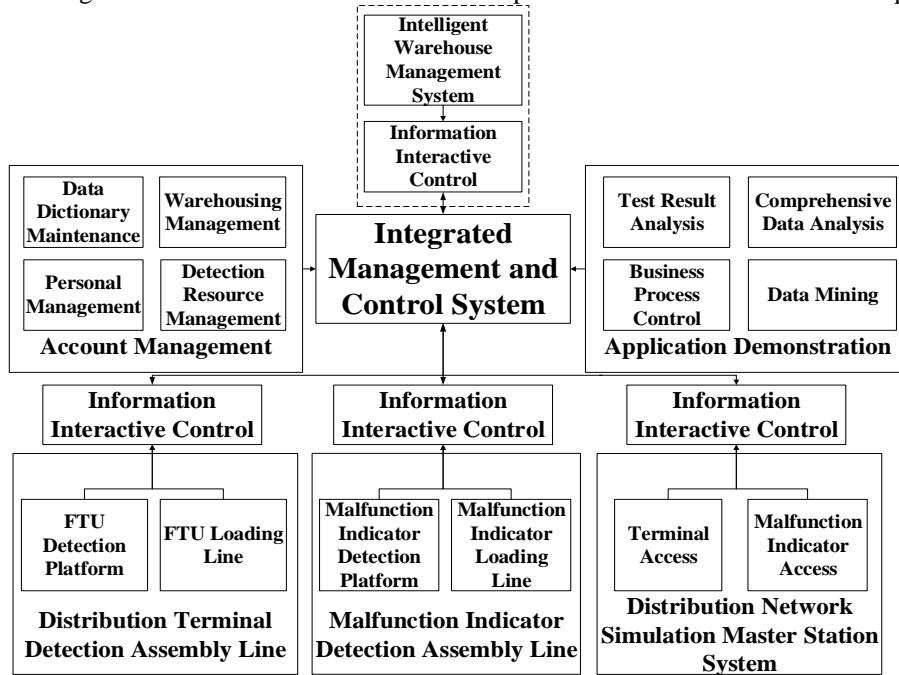 Intelligent
Warehouse
Management
System
Information
Interactive
Control
Data
Dictionary
Maintenance
Warehousing
Management
Personal
Management
Detection
Resource
Management
Account Management
Integrated
Management and
Control System
Test Result
Analysis
Comprehensive
Data Analysis
Business
Process
Control
Data Mining
Application Demonstration
Information
Interactive Control
Information
Interactive Control
Information
Interactive Control
FTU
Detection
Platform
FTU Loading
Line
Distribution Terminal
Detection Assembly Line
Malfunction
Indicator
Detection
Platform
Malfunction
Indicator
Loading
Line
Malfunction Indicator
Detection Assembly Line
Terminal
Access
Malfunction
Indicator
Access
Distribution Network
Simulation Master Station
System